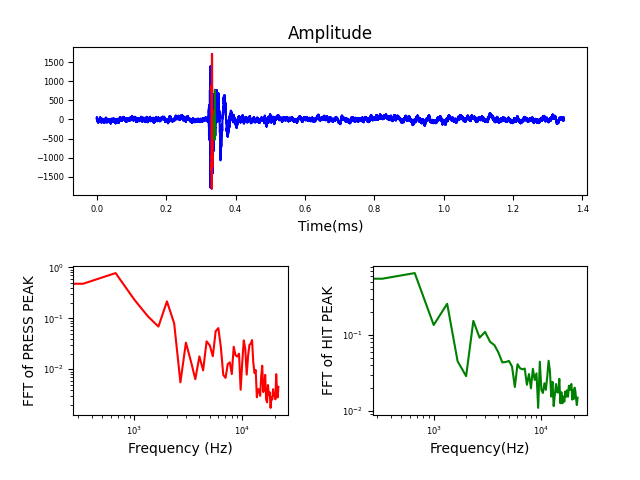 Amplitude
1500
1000
500
0
−500
−1000
−1500
0.0 0.2 0.4 0.6 0.8 1.0 1.2 1.4
Time(ms)
FFT of PRESS PEAK
10⁰
10⁻¹
10⁻²
10³ 10⁴
Frequency (Hz)
FFT of HIT PEAK
10⁻¹
10⁻²
10³ 10⁴
Frequency(Hz)